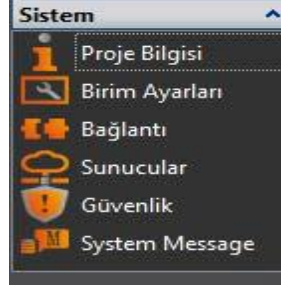 Sistem
Proje Bilgisi
Birim Ayarları
Bağlantı
Sunucular
Güvenlik
System Message